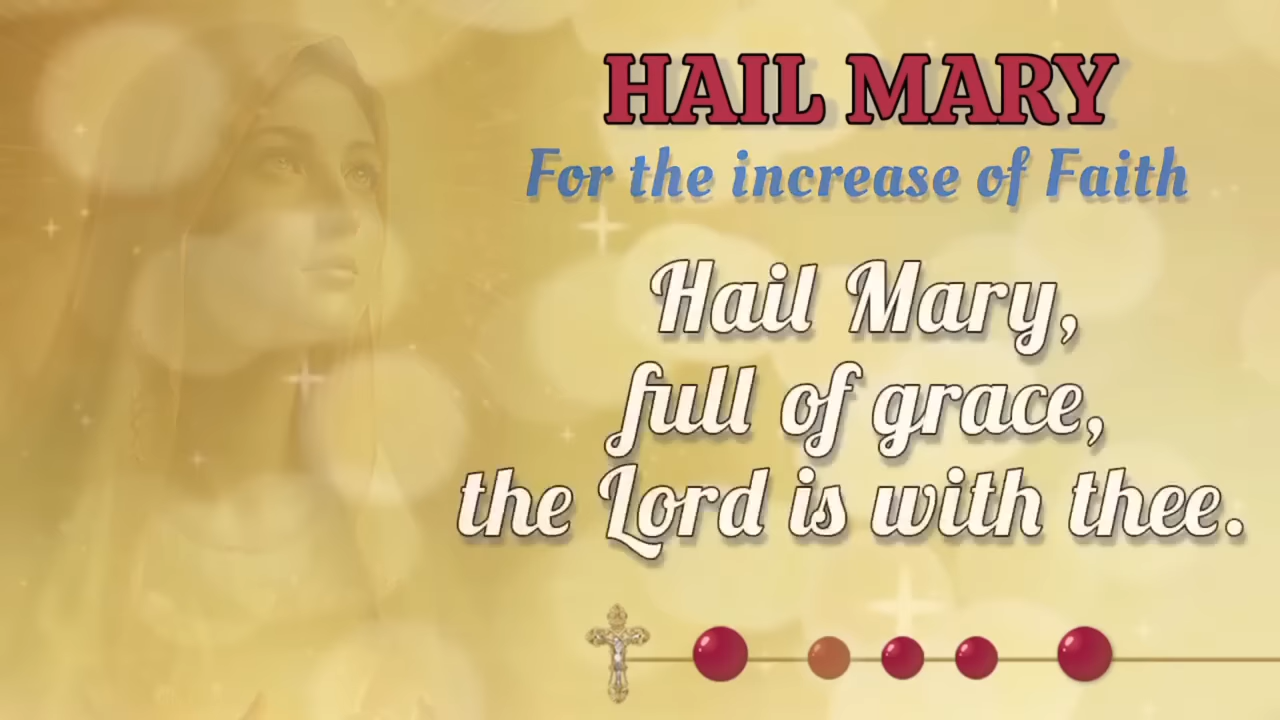 HAIL MARY
For the increase of Faith
Hail Mary,
full of grace,
the Lord is with thee.